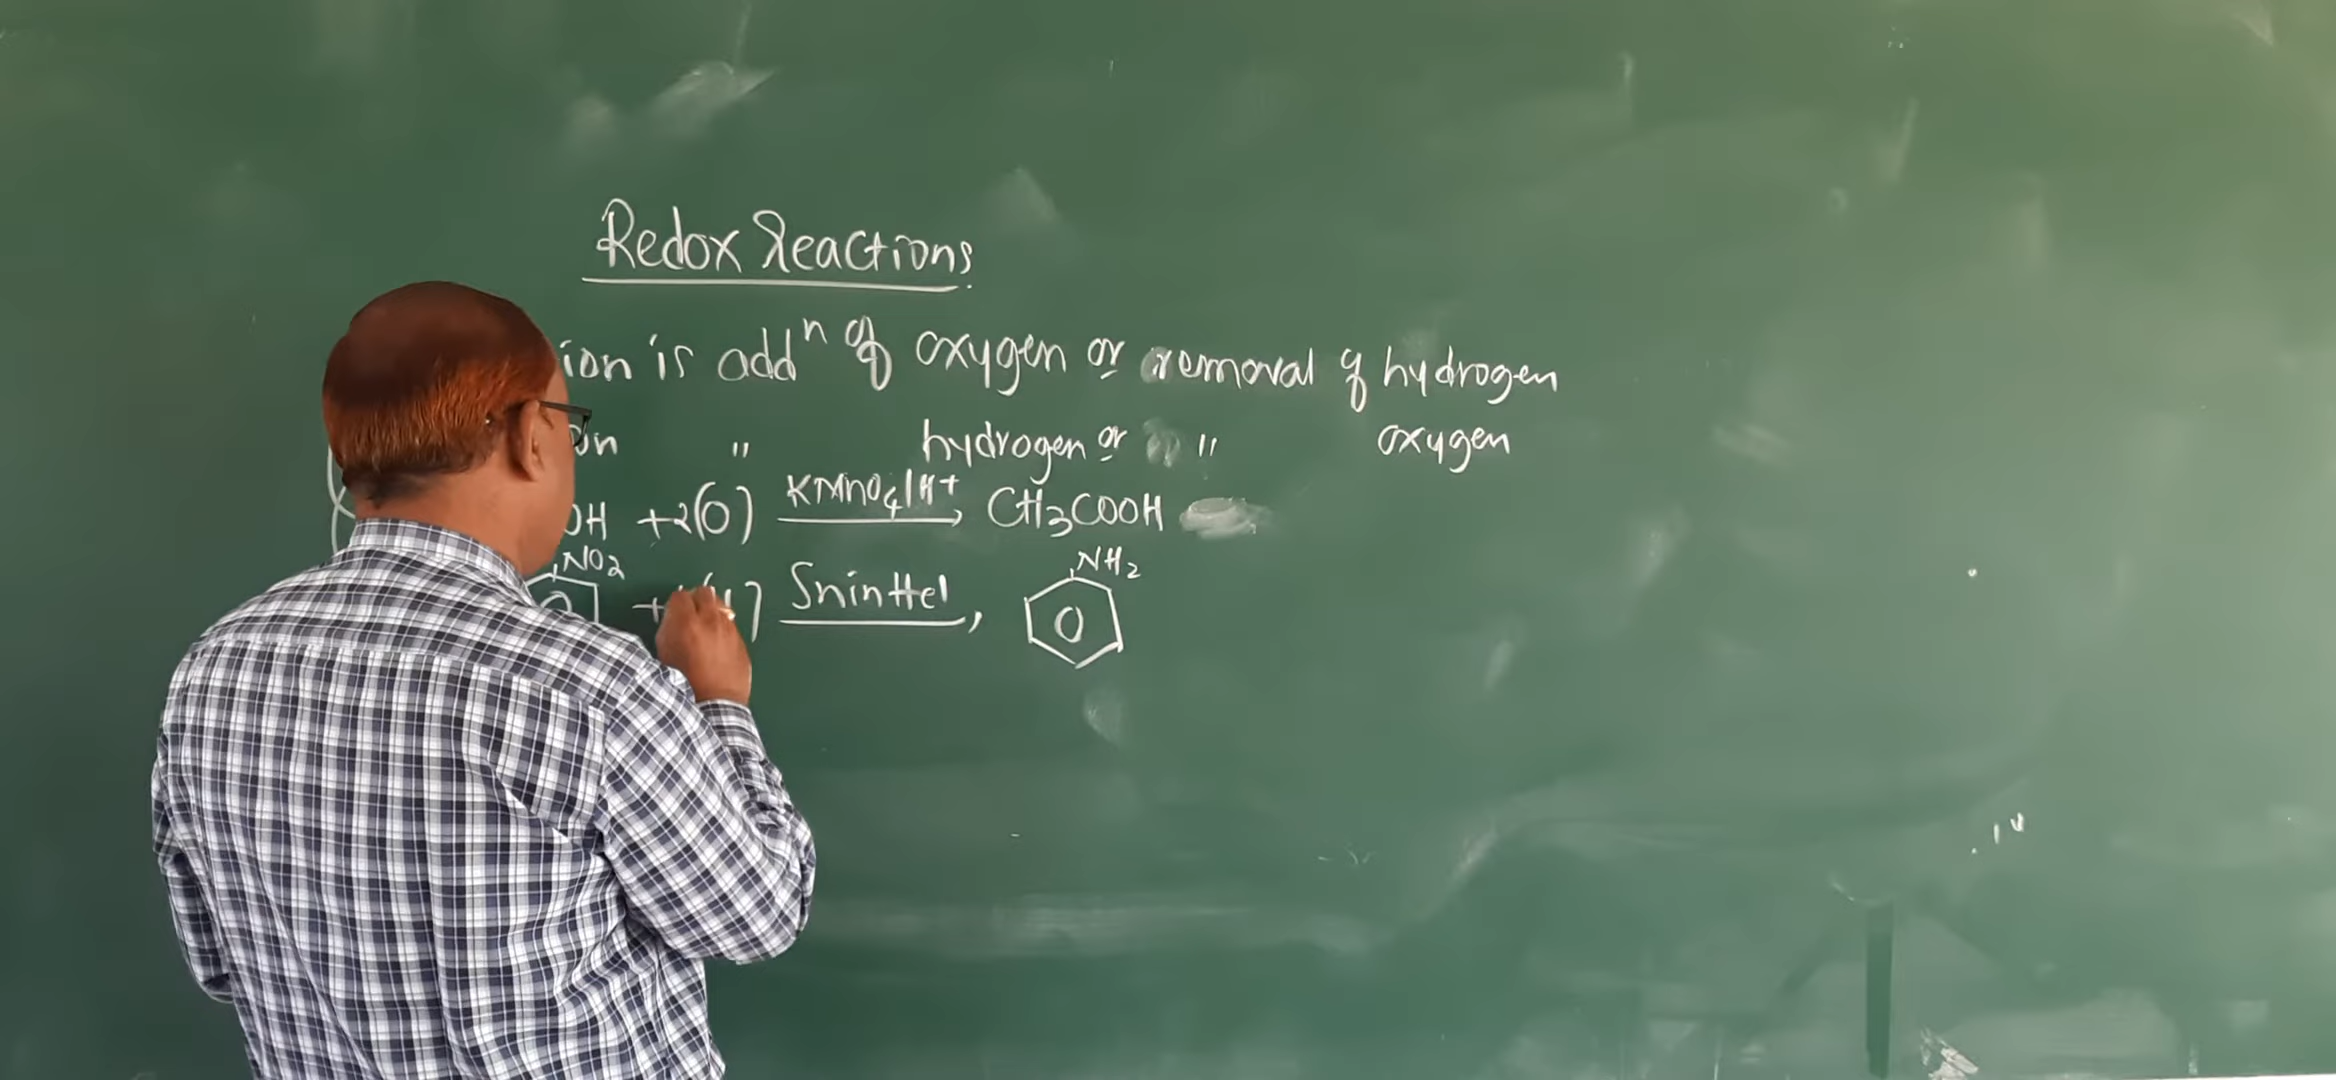 Redox Reactions
ion is addⁿ of oxygen or removal of hydrogen
on " hydrogen or " oxygen
OH +2(O) KMnO₄/H+ CH₃COOH
NO₂ NH₂
+ Sn in Hcl